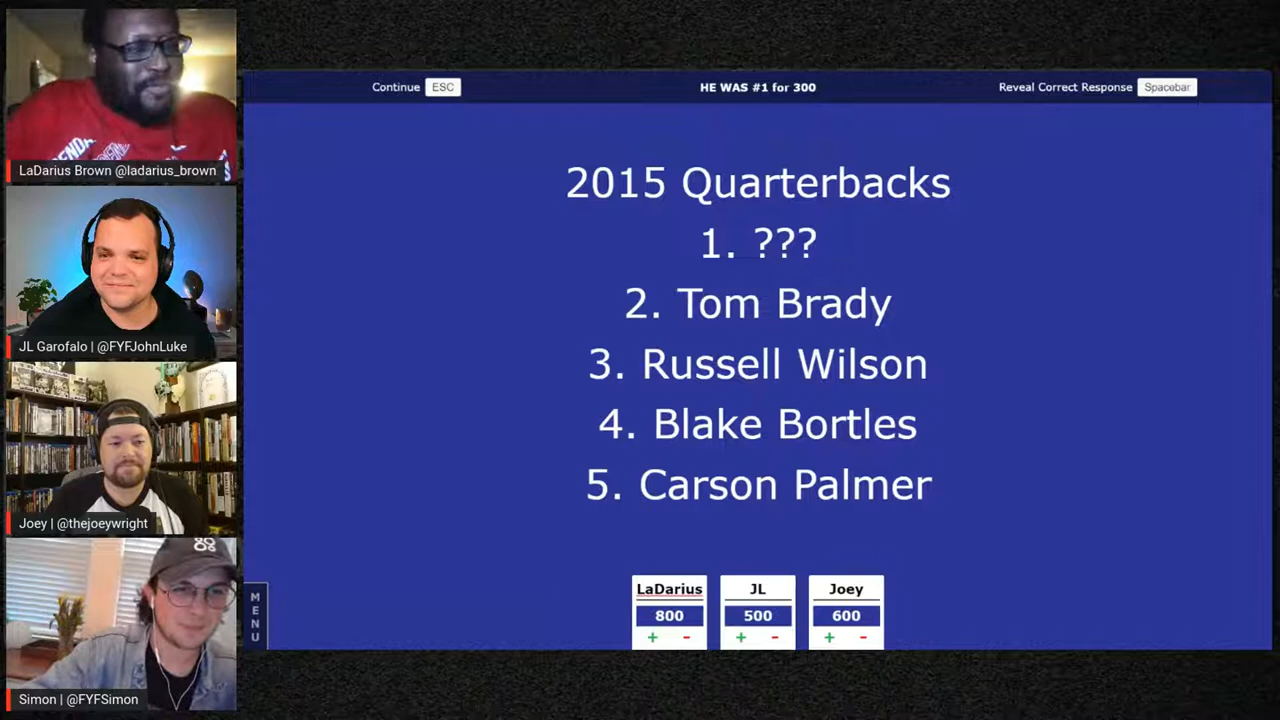 LaDarius Brown @ladarius_brown
JL Garofalo | @FYFJohnLuke
Joey | @thejoeywright
Simon | @FYFSimon
Continue ESC
HE WAS #1 for 300
Reveal Correct Response Spacebar
2015 Quarterbacks
1. ???
2. Tom Brady
3. Russell Wilson
4. Blake Bortles
5. Carson Palmer
MENU
LaDarius JL Joey
800 500 600
+ - + - + -